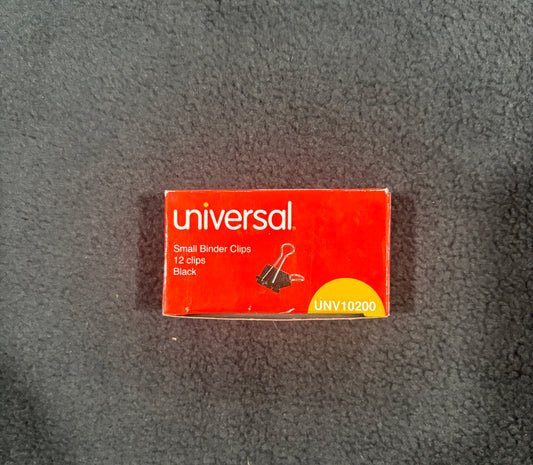 universal
Small Binder Clips
12 clips
Black
UNV10200